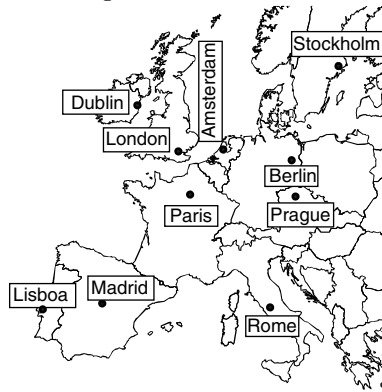 Stockholm
Amsterdam
Dublin
London
Berlin
Paris
Prague
Lisboa
Madrid
Rome